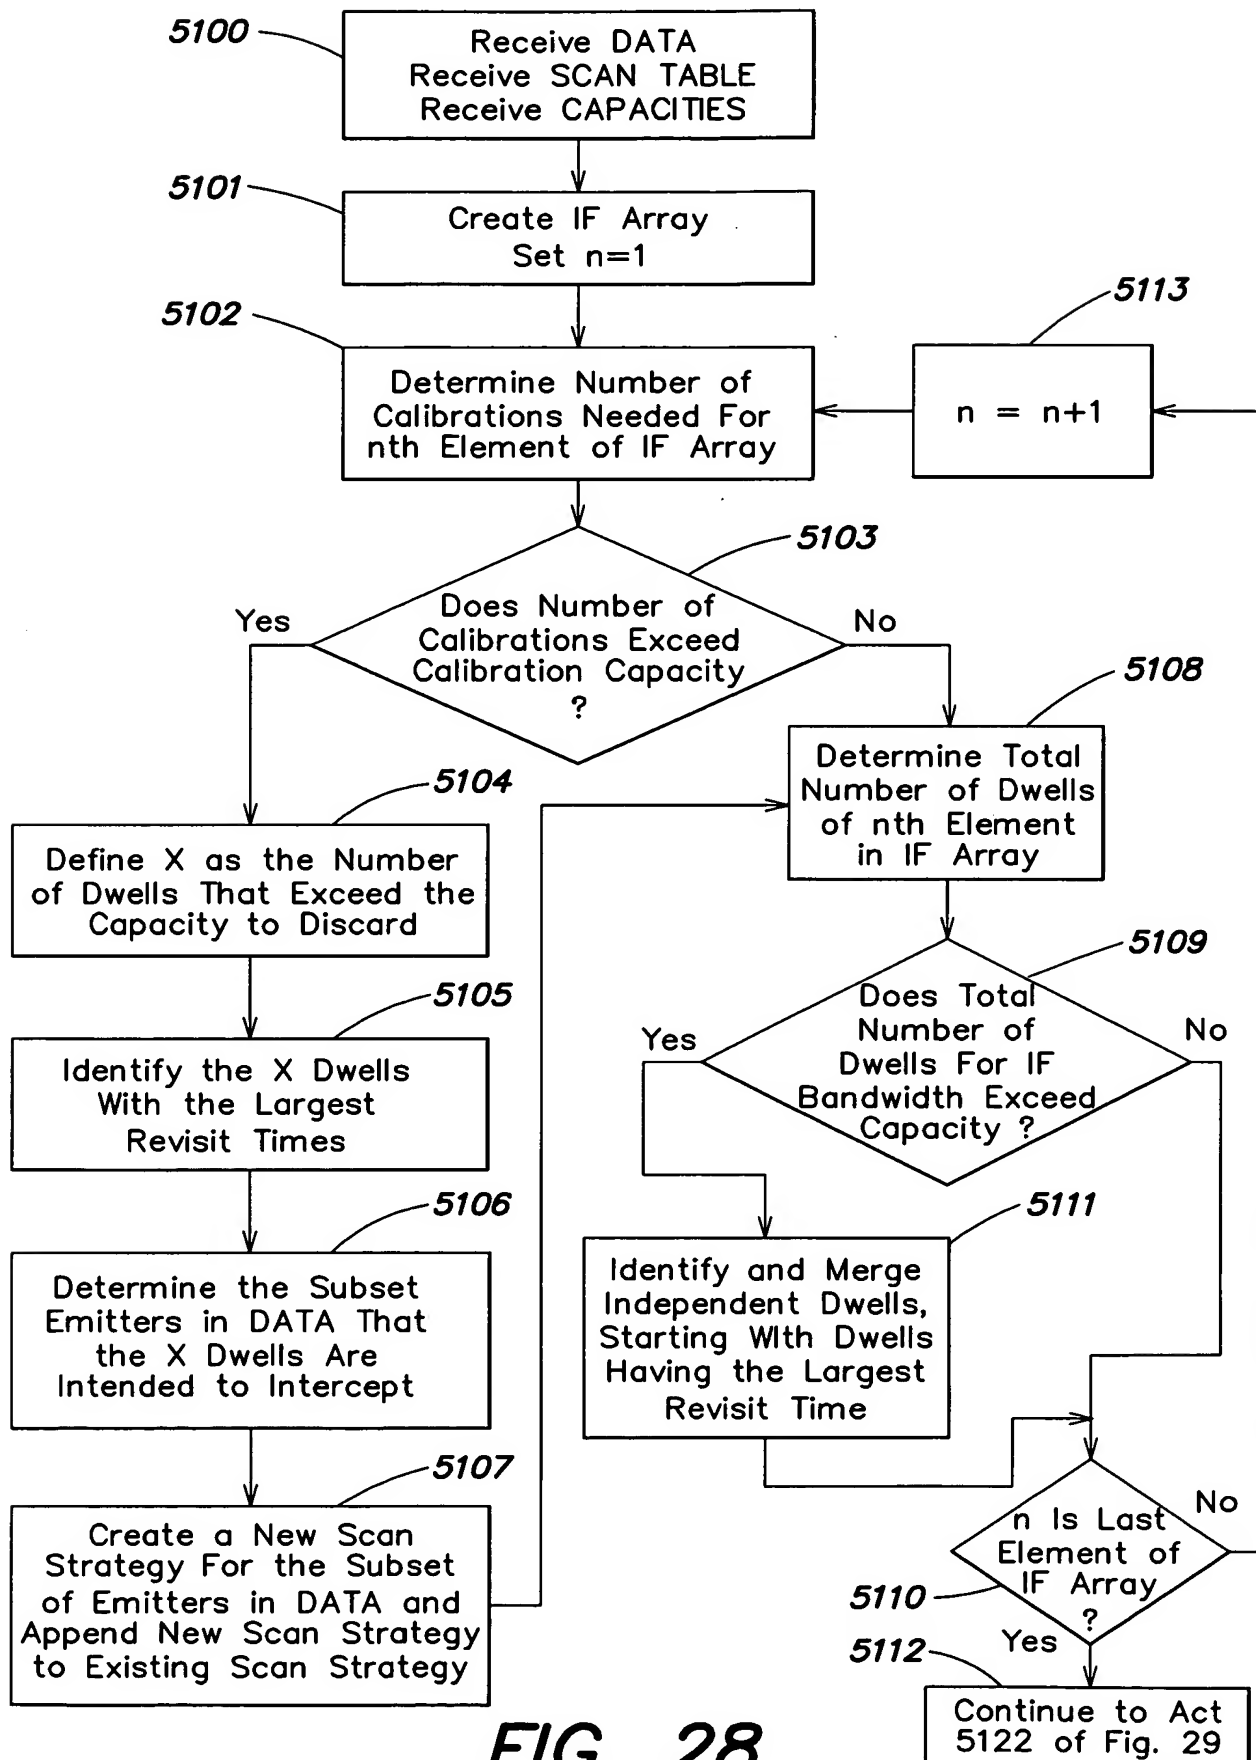 5100
Receive DATA
Receive SCAN TABLE
Receive CAPACITIES
5101
Create IF Array
Set n=1
5102
Determine Number of
Calibrations Needed For
nth Element of IF Array
5113
n = n+1
5103
Does Number of
Calibrations Exceed
Calibration Capacity
?
Yes
No
5108
Determine Total
Number of Dwells
of nth Element
in IF Array
5104
Define X as the Number
of Dwells That Exceed the
Capacity to Discard
5109
Does Total
Number of
Dwells For IF
Bandwidth Exceed
Capacity ?
Yes
No
5105
Identify the X Dwells
With the Largest
Revisit Times
5111
Identify and Merge
Independent Dwells,
Starting WIth Dwells
Having the Largest
Revisit Time
5106
Determine the Subset
Emitters in DATA That
the X Dwells Are
Intended to Intercept
5107
Create a New Scan
Strategy For the Subset
of Emitters in DATA and
Append New Scan Strategy
to Existing Scan Strategy
n Is Last
Element of
IF Array
?
No
5110
Yes
5112
Continue to Act
5122 of Fig. 29
FIG. 28